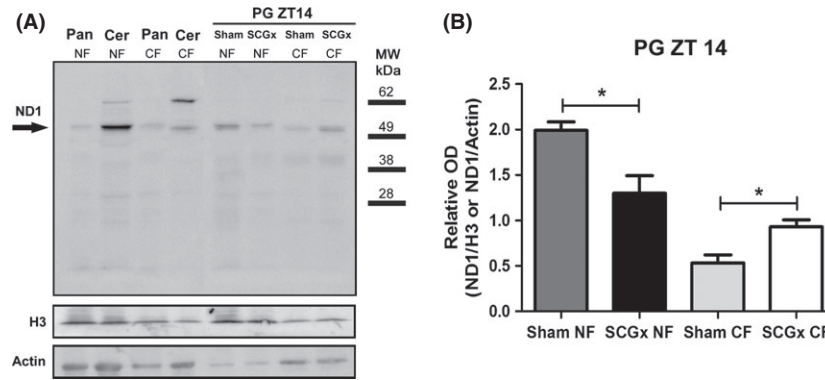 (A)
PG ZT14
Pan Cer Pan Cer Sham SCGx Sham SCGx
NF NF CF CF NF NF CF CF
MW
kDa
ND1
62
49
38
28
H3
Actin
(B)
PG ZT 14
Relative OD
(ND1/H3 or ND1/Actin)
2.5
2.0
1.5
1.0
0.5
0.0
*
*
Sham NF SCGx NF Sham CF SCGx CF